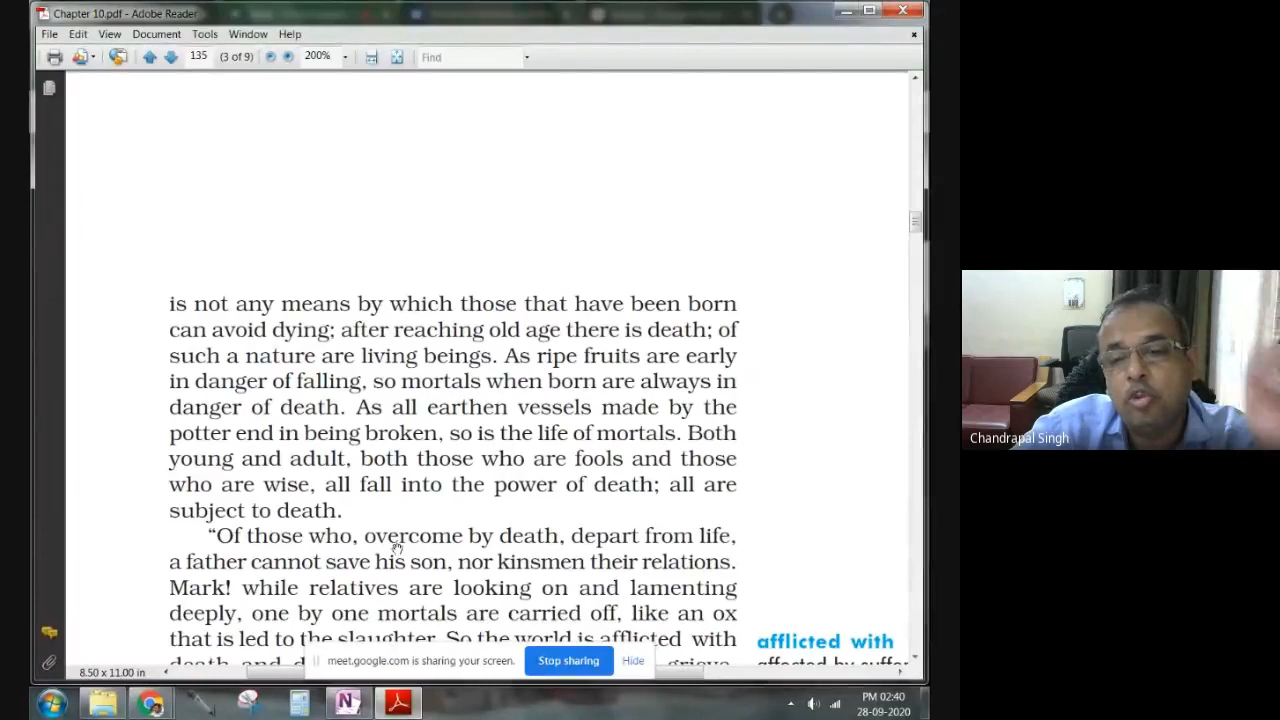 Chapter 10.pdf - Adobe Reader
File Edit View Document Tools Window Help
135 (3 of 9) 200% Find
is not any means by which those that have been born
can avoid dying; after reaching old age there is death; of
such a nature are living beings. As ripe fruits are early
in danger of falling, so mortals when born are always in
danger of death. As all earthen vessels made by the
potter end in being broken, so is the life of mortals. Both
young and adult, both those who are fools and those
who are wise, all fall into the power of death; all are
subject to death.
“Of those who, overcome by death, depart from life,
a father cannot save his son, nor kinsmen their relations.
Mark! while relatives are looking on and lamenting
deeply, one by one mortals are carried off, like an ox
that is led to the slaughter. So the world is afflicted with
death and
grieve,
afflicted with
affected by
meet.google.com is sharing your screen. Stop sharing Hide
8.50 x 11.00 in
PM 02:40
28-09-2020
Chandrapal Singh